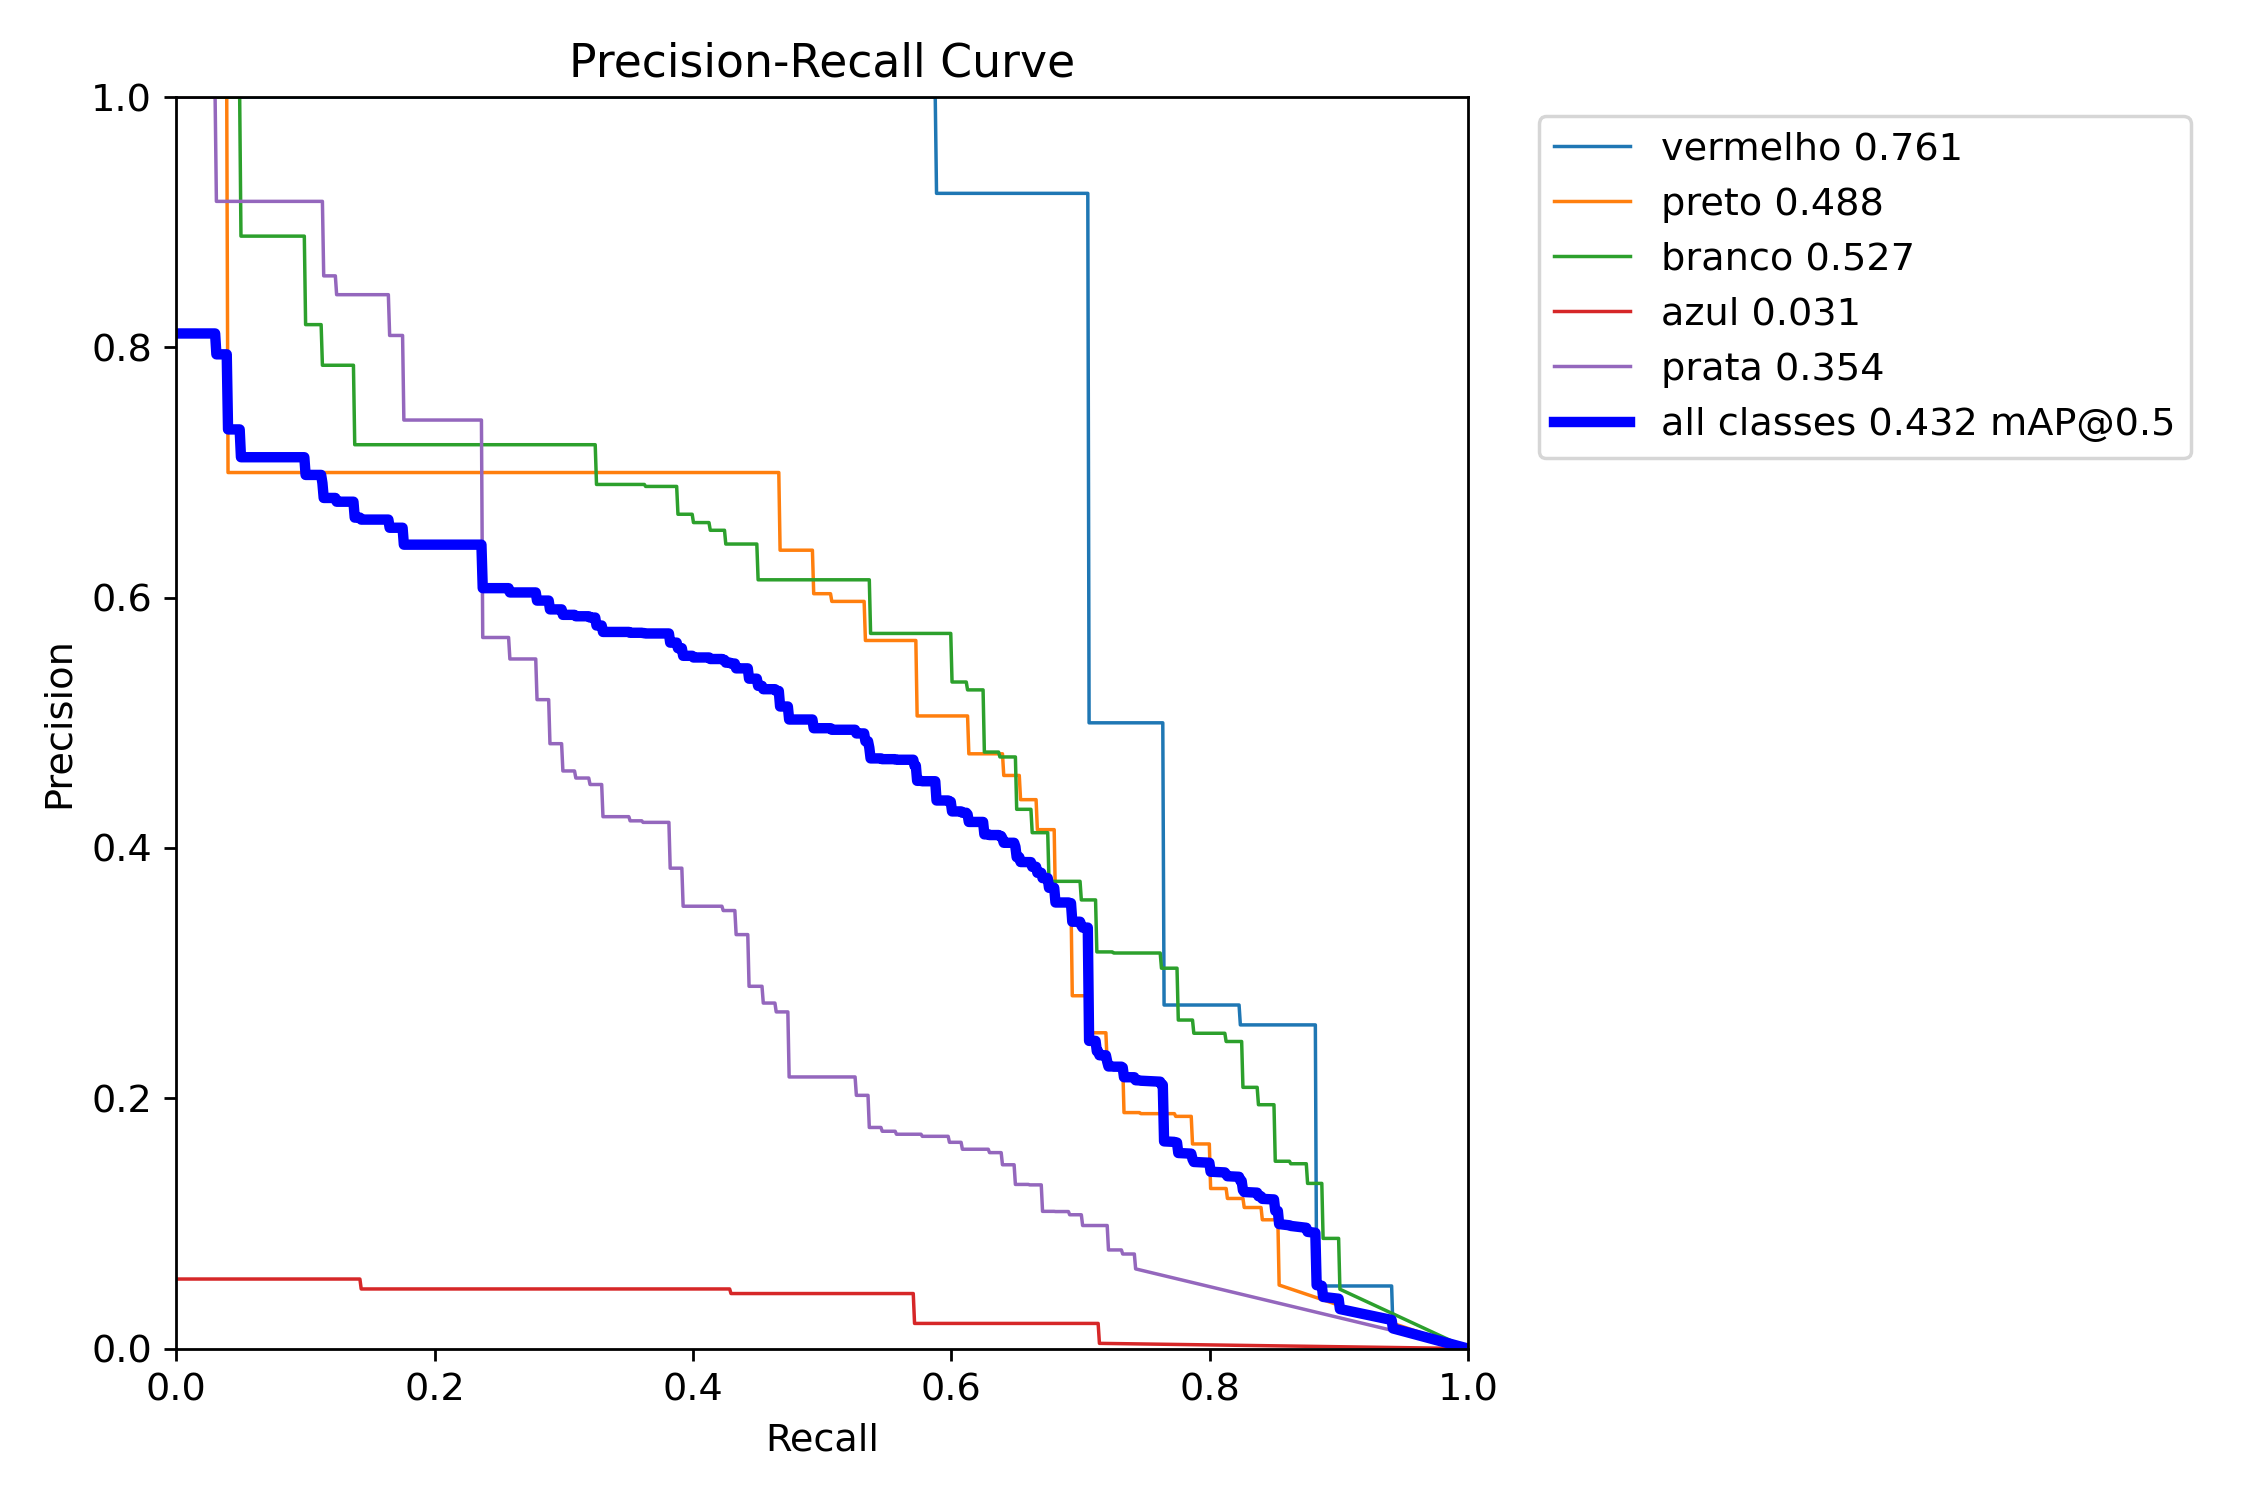 Precision-Recall Curve
1.0
0.8
0.6
0.4
0.2
0.0
Precision
0.0 0.2 0.4 0.6 0.8 1.0
Recall
vermelho 0.761
preto 0.488
branco 0.527
azul 0.031
prata 0.354
all classes 0.432 mAP@0.5